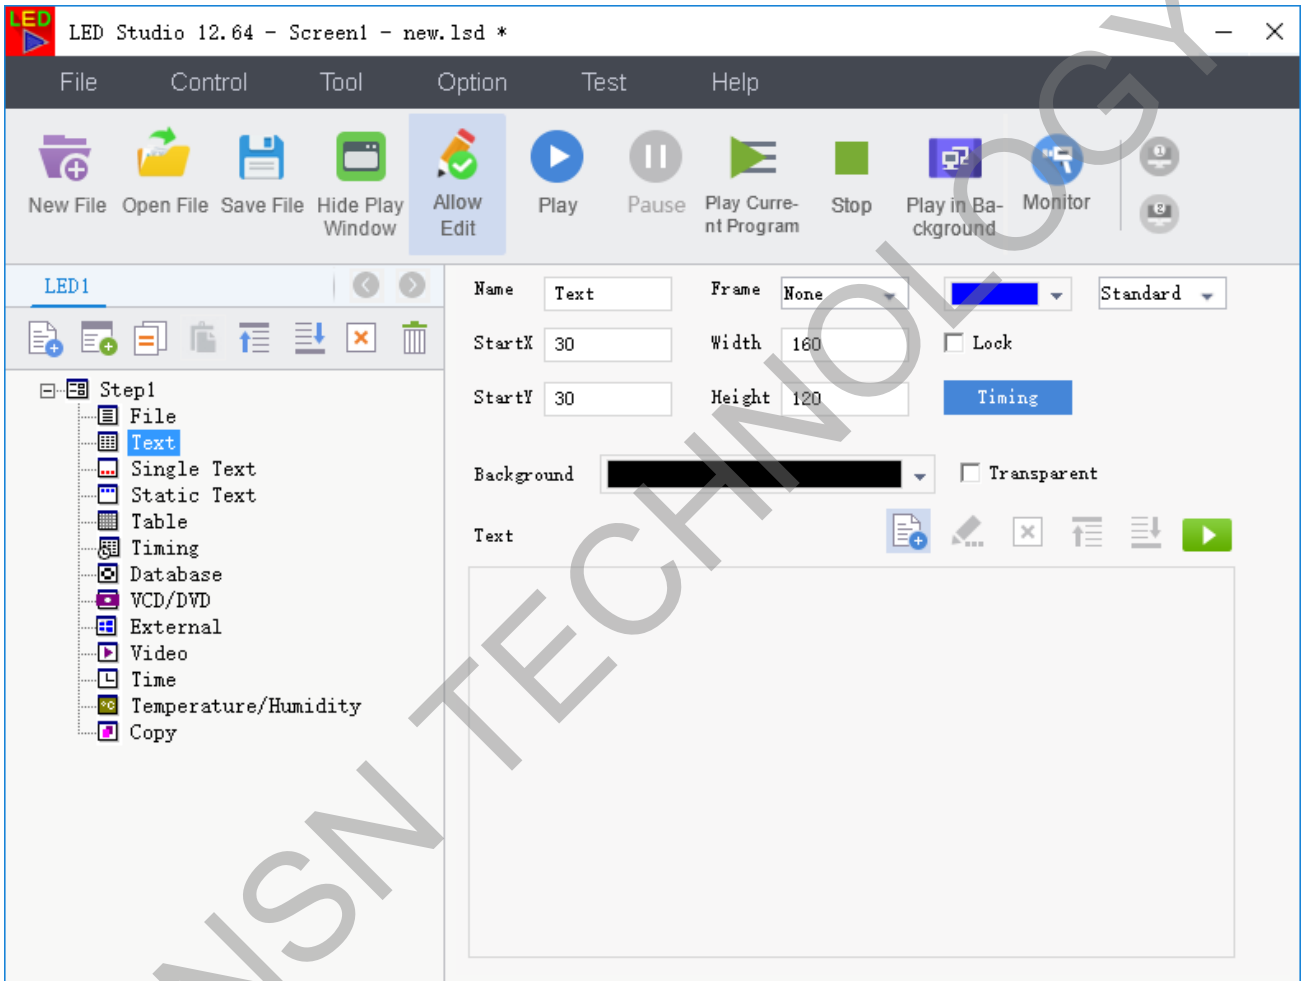 LED
LED Studio 12.64 - Screen1 - new.lsd *
File Control Tool Option Test Help
New File Open File Save File Hide Play Window Allow Edit Play Pause Play Curre-nt Program Stop Play in Ba-ckground Monitor
1
2
LED1
Name Text Frame None Standard
StartX 30 Width 160 Lock
StartY 30 Height 120 Timing
Background Transparent
Text
Step1
File
Text
Single Text
Static Text
Table
Timing
Database
VCD/DVD
External
Video
Time
°C Temperature/Humidity
Copy
NSN TECHNOLOGY